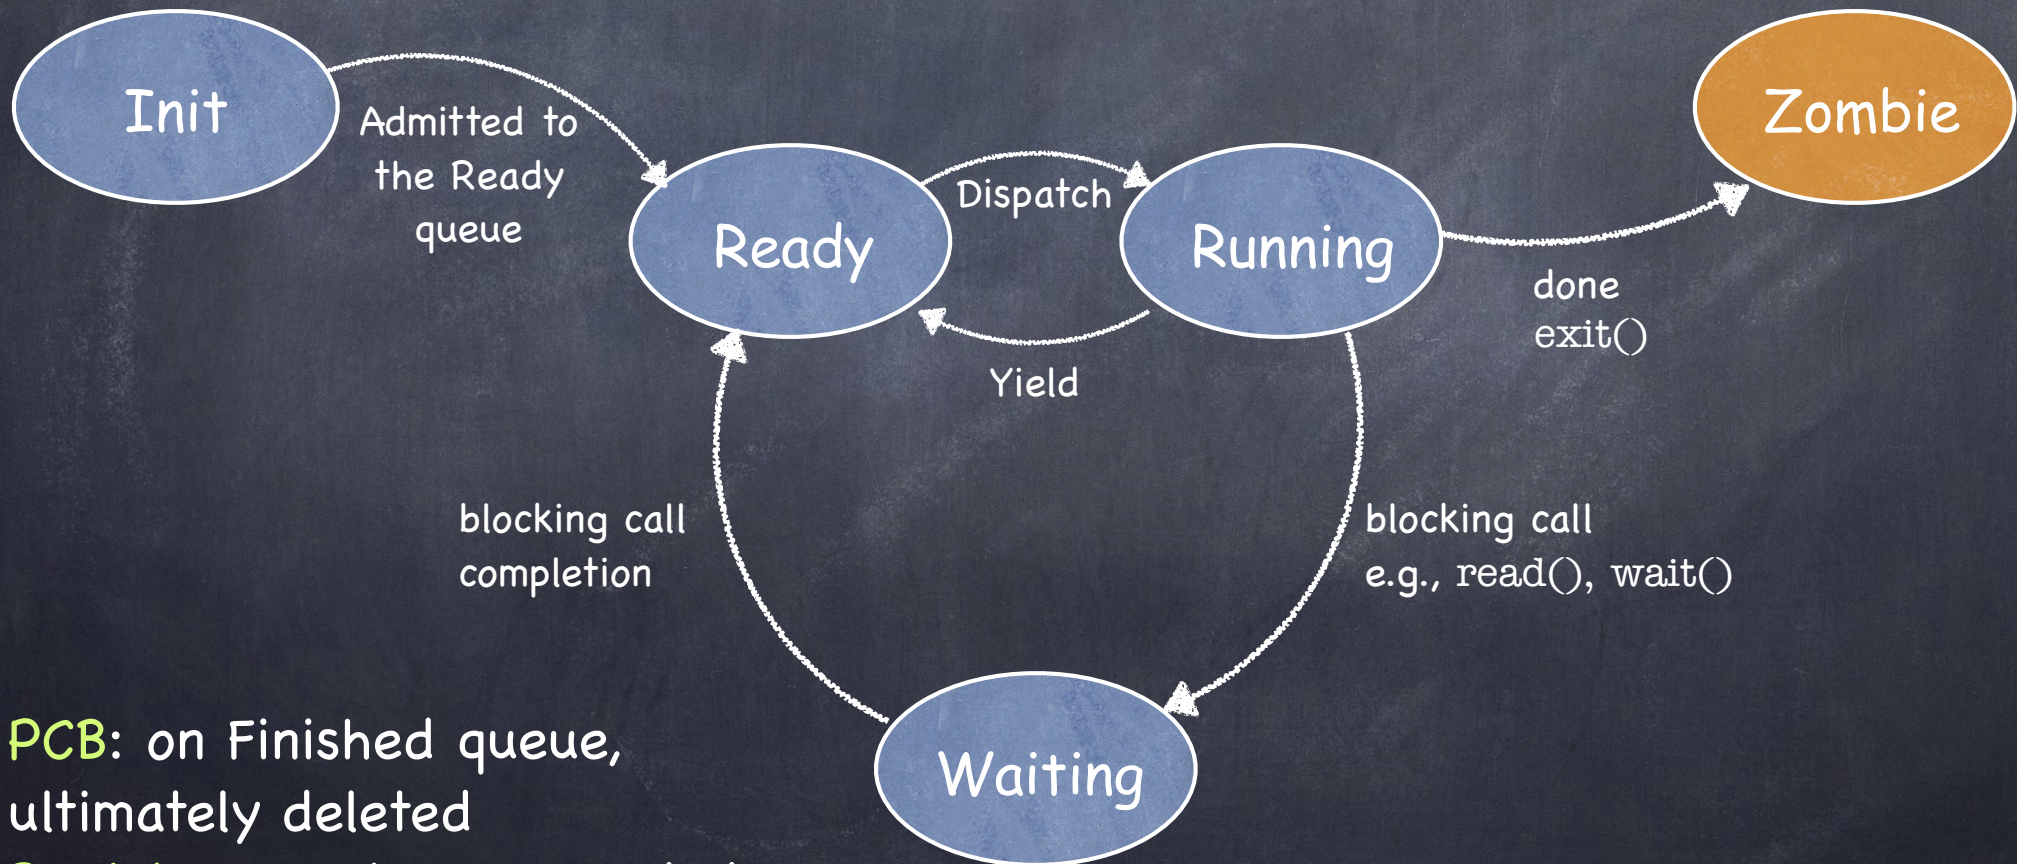 Init
Zombie
Admitted to
the Ready
queue
Dispatch
Ready
Running
done
exit()
Yield
blocking call
completion
blocking call
e.g., read(), wait()
PCB: on Finished queue,
ultimately deleted
Waiting